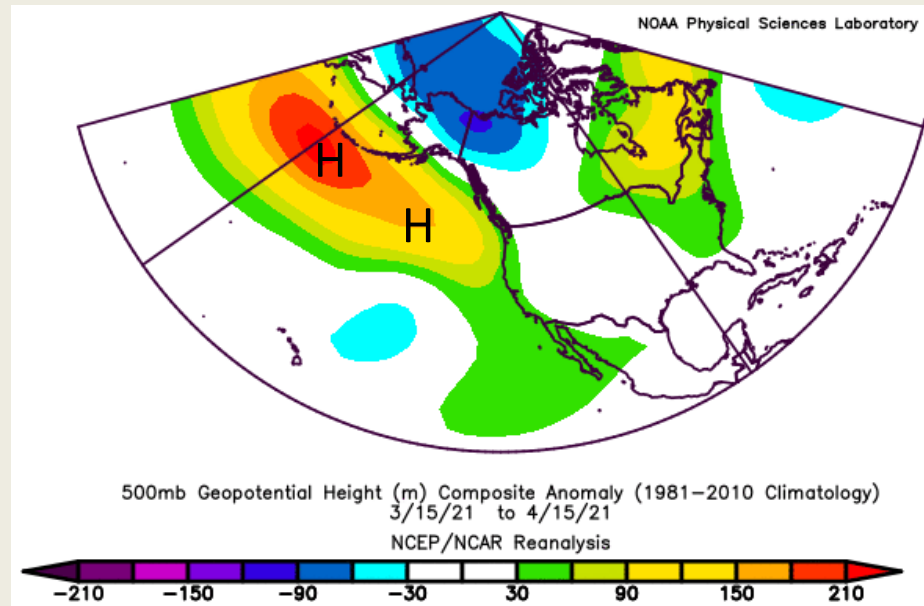 NOAA Physical Sciences Laboratory
H
H
500mb Geopotential Height (m) Composite Anomaly (1981-2010 Climatology)
3/15/21 to 4/15/21
NCEP/NCAR Reanalysis
-210 -150 -90 -30 30 90 150 210